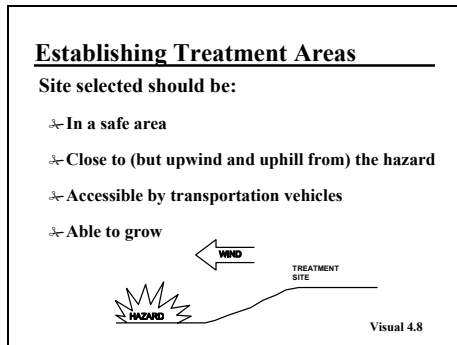 Establishing Treatment Areas
Site selected should be:
In a safe area
Close to (but upwind and uphill from) the hazard
Accessible by transportation vehicles
Able to grow
WIND
TREATMENT
SITE
HAZARD
Visual 4.8